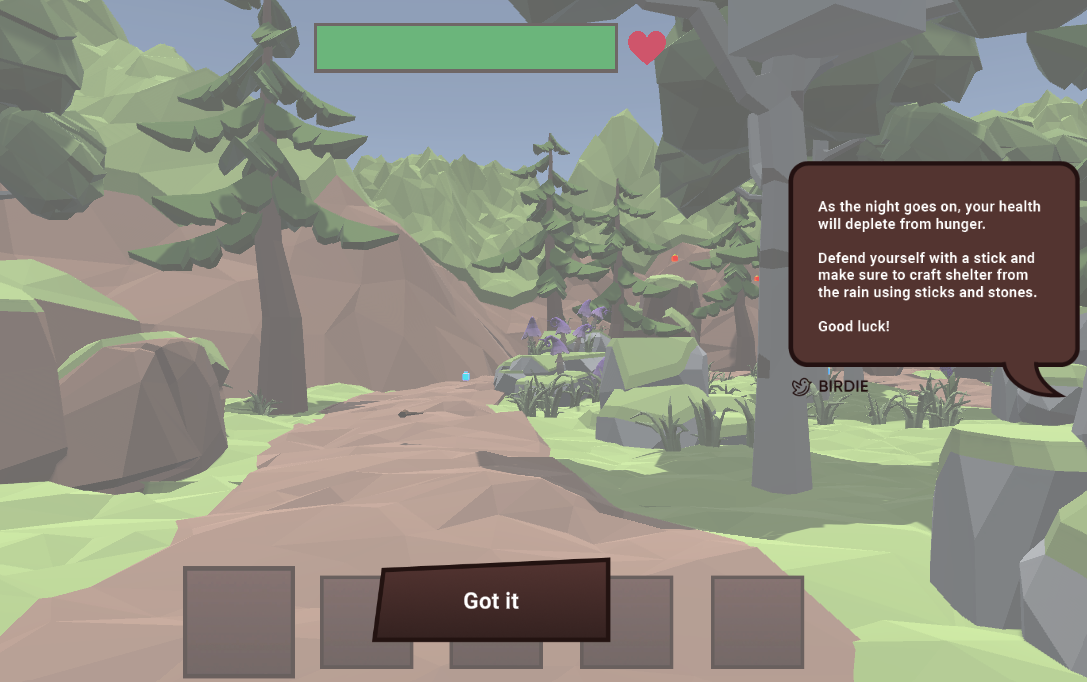 As the night goes on, your health
will deplete from hunger.
Defend yourself with a stick and
make sure to craft shelter from
the rain using sticks and stones.
Good luck!
BIRDIE
Got it